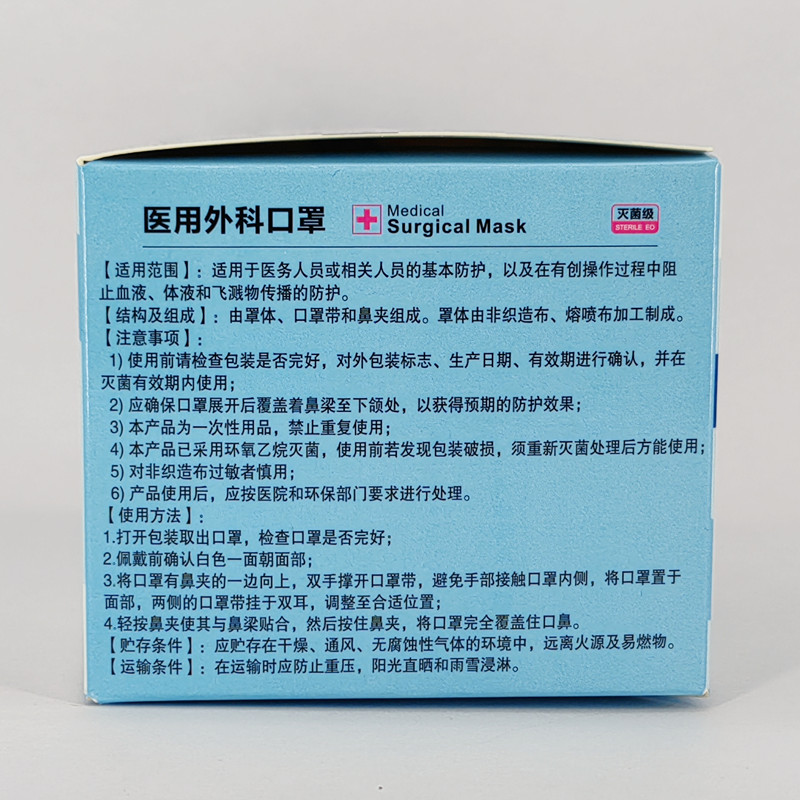 医用外科口罩
Medical
Surgical Mask
灭菌级
STERILE EO
【适用范围】：适用于医务人员或相关人员的基本防护，以及在有创操作过程中阻
止血液、体液和飞溅物传播的防护。
【结构及组成】：由罩体、口罩带和鼻夹组成。罩体由非织造布、熔喷布加工制成。
【注意事项】：
1) 使用前请检查包装是否完好，对外包装标志、生产日期、有效期进行确认，并在
灭菌有效期内使用；
2) 应确保口罩展开后覆盖着鼻梁至下颌处，以获得预期的防护效果；
3) 本产品为一次性用品，禁止重复使用；
4) 本产品已采用环氧乙烷灭菌，使用前若发现包装破损，须重新灭菌处理后方能使用；
5) 对非织造布过敏者慎用；
6) 产品使用后，应按医院和环保部门要求进行处理。
【使用方法】：
1.打开包装取出口罩，检查口罩是否完好；
2.佩戴前确认白色一面朝面部；
3.将口罩有鼻夹的一边向上，双手撑开口罩带，避免手部接触口罩内侧，将口罩置于
面部，两侧的口罩带挂于双耳，调整至合适位置；
4.轻按鼻夹使其与鼻梁贴合，然后按住鼻夹，将口罩完全覆盖住口鼻。
【贮存条件】：应贮存在干燥、通风、无腐蚀性气体的环境中，远离火源及易燃物。
【运输条件】：在运输时应防止重压，阳光直晒和雨雪浸淋。